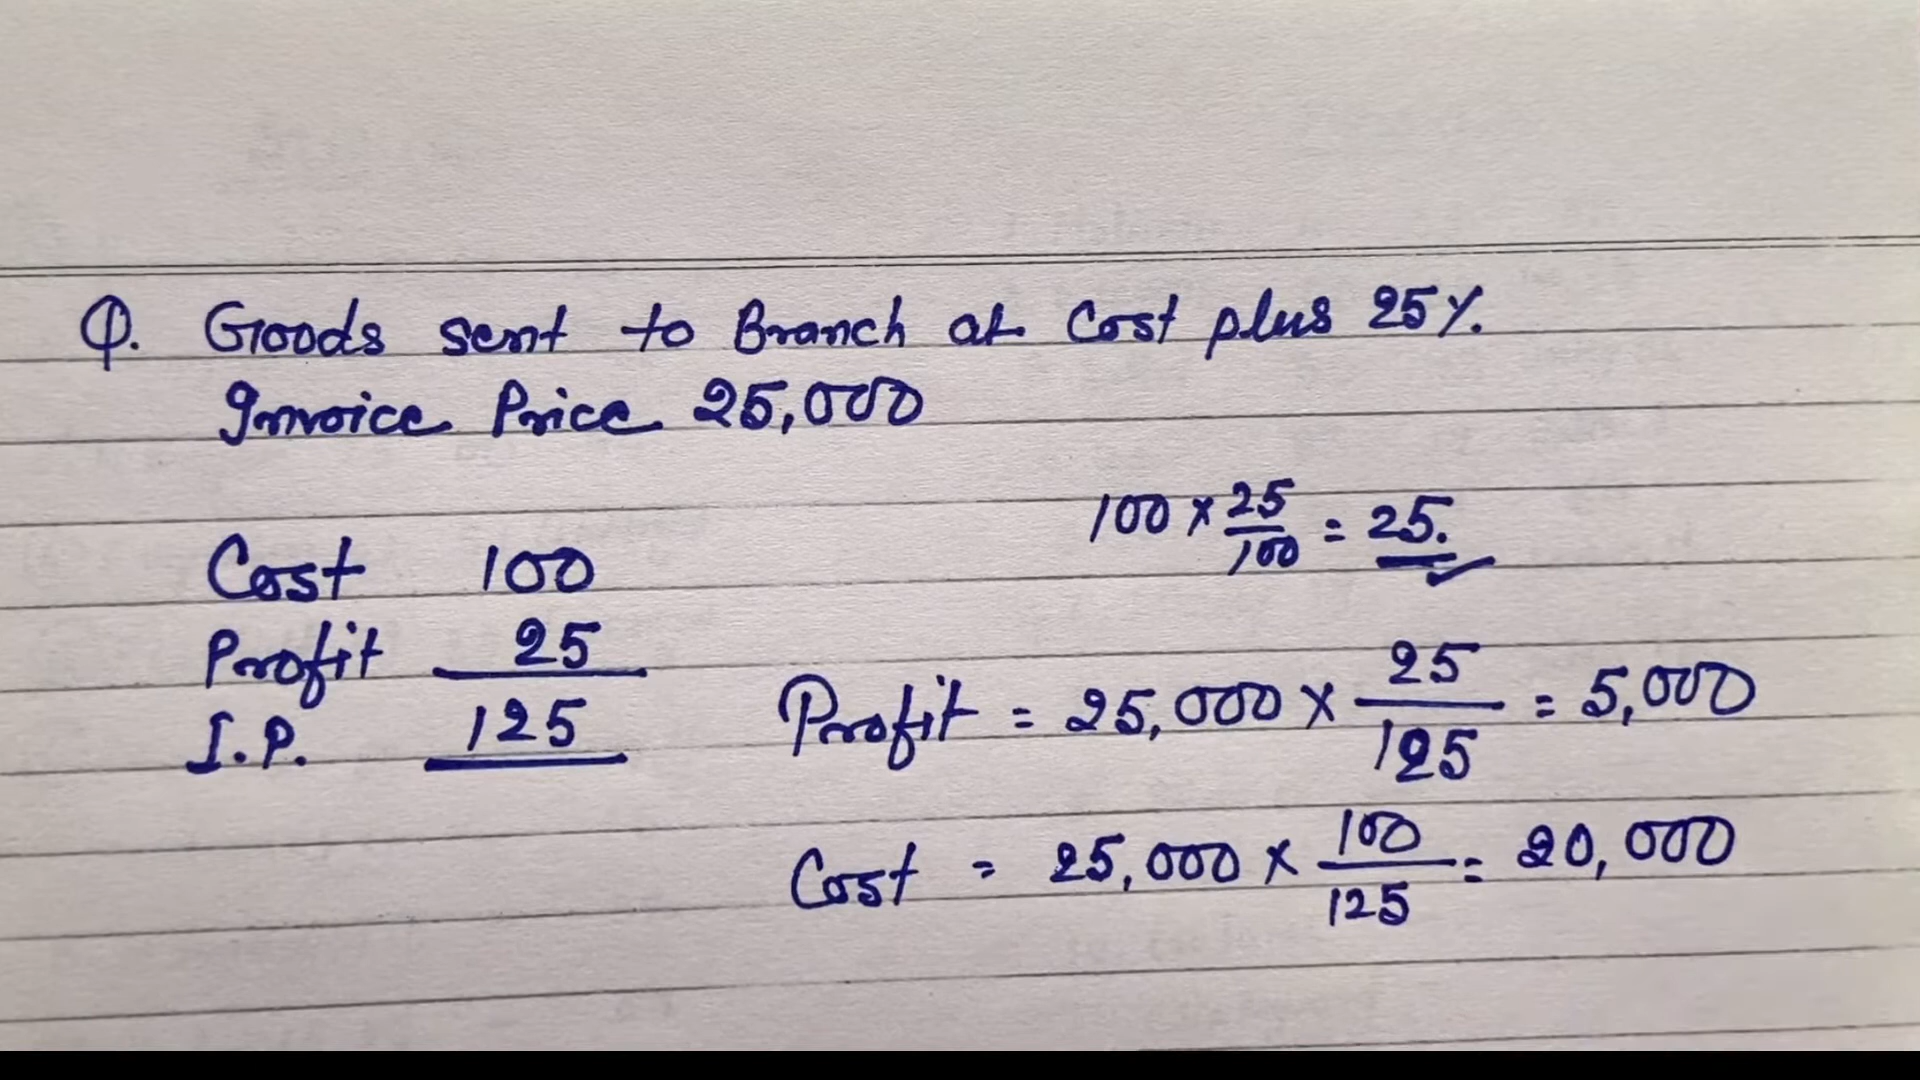 Q. Goods sent to Branch at Cost plus 25%.
Invoice Price 25,000
100 × 25/100 = 25.
Cost 100
Profit 25
I.P. 125
Profit = 25,000 × 25/125 = 5,000
Cost = 25,000 × 100/125 = 20,000